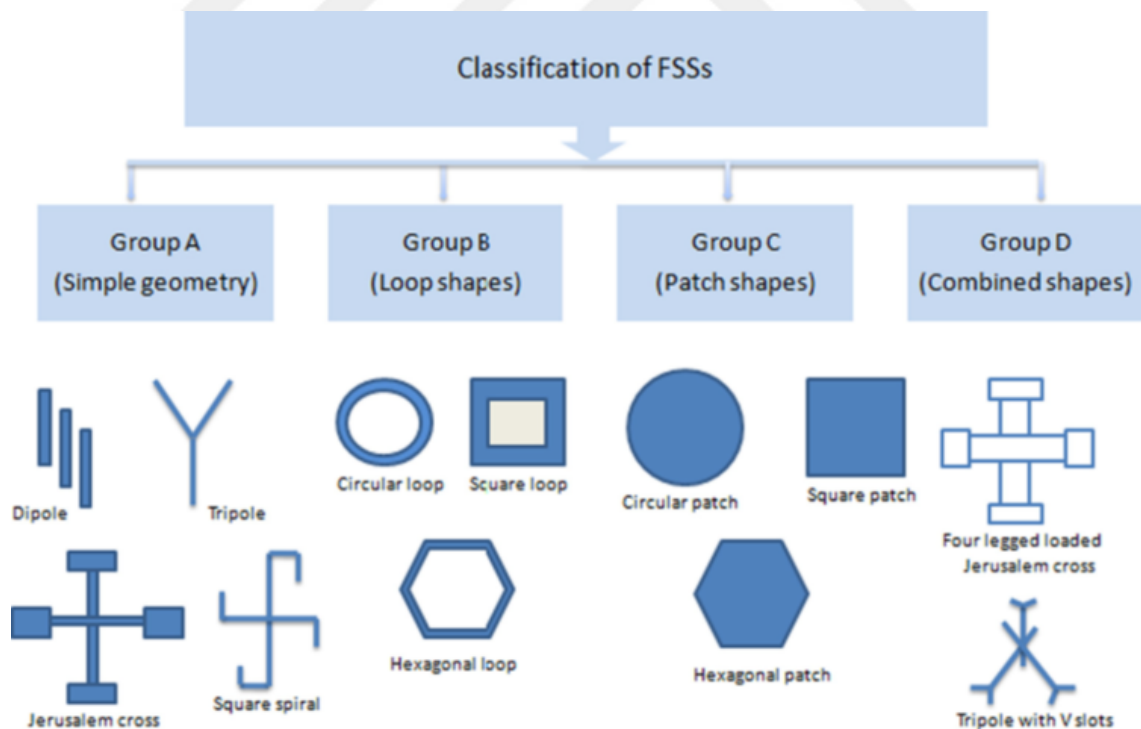 Classification of FSSs
Group A
(Simple geometry)
Group B
(Loop shapes)
Group C
(Patch shapes)
Group D
(Combined shapes)
Dipole
Tripole
Circular loop
Scuare loop
Circular patch
Square patch
Four legged loaded
Jerusalem cross
Jerusalem cross
Square spiral
Hexagonal loop
Hexagonal patch
Tripole with V slots